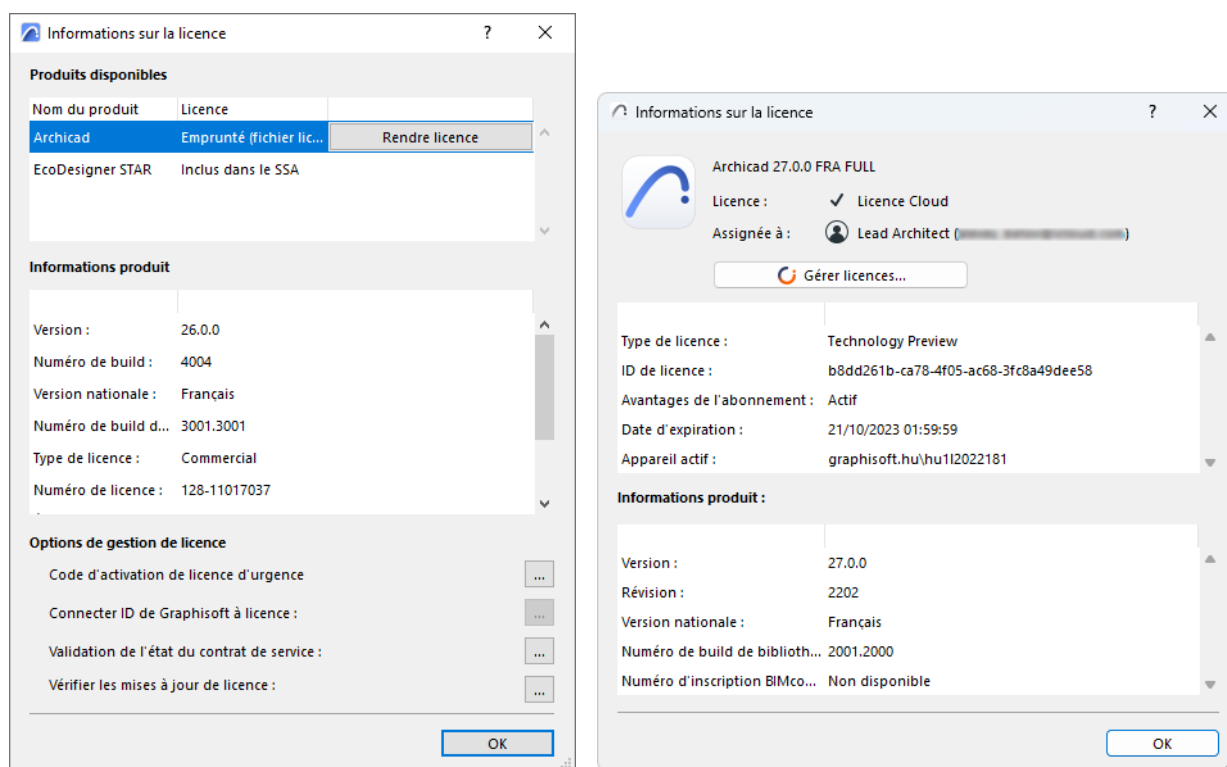 Informations sur la licence
Produits disponibles
Nom du produit Licence
Archicad Emprunté (fichier lic... Rendre licence
EcoDesigner STAR Inclus dans le SSA
Informations produit
Version : 26.0.0
Numéro de build : 4004
Version nationale : Français
Numéro de build d... 3001.3001
Type de licence : Commercial
Numéro de licence : 128-11017037
Options de gestion de licence
Code d'activation de licence d'urgence ...
Connecter ID de Graphisoft à licence : ...
Validation de l'état du contrat de service : ...
Vérifier les mises à jour de licence : ...
OK
Informations sur la licence
Archicad 27.0.0 FRA FULL
Licence : Licence Cloud
Assignée à : Lead Architect ( )
Gérer licences...
Type de licence : Technology Preview
ID de licence : b8dd261b-ca78-4f05-ac68-3fc8a49dee58
Avantages de l'abonnement : Actif
Date d'expiration : 21/10/2023 01:59:59
Appareil actif : graphisoft.hu\hu1l2022181
Informations produit :
Version : 27.0.0
Révision : 2202
Version nationale : Français
Numéro de build de biblioth... 2001.2000
Numéro d'inscription BIMco... Non disponible
OK